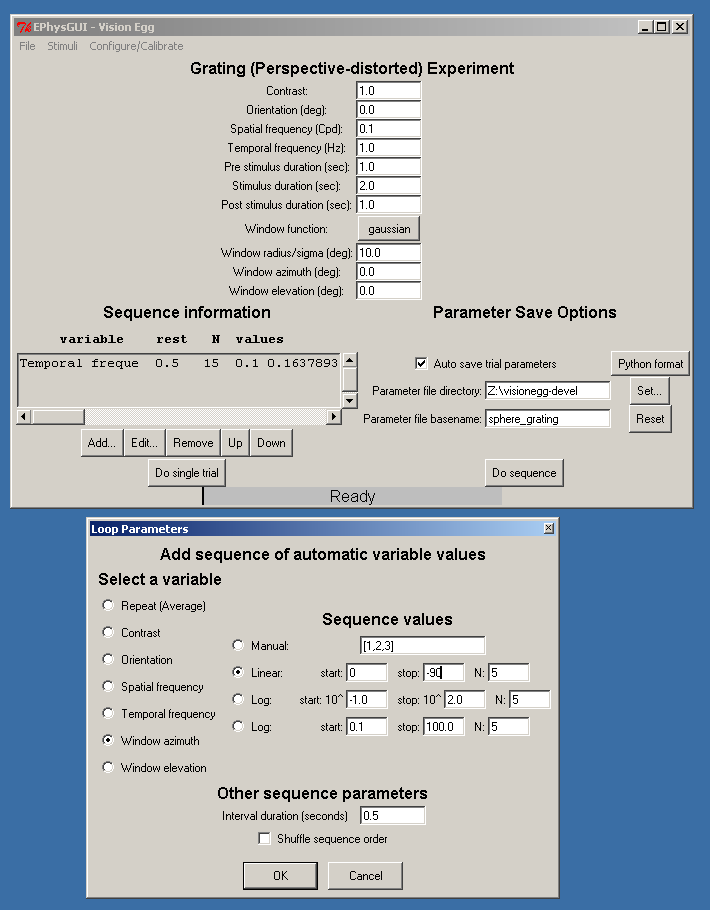 EPhysGUI - Vision Egg
File Stimuli Configure/Calibrate
Grating (Perspective-distorted) Experiment
Contrast: 1.0
Orientation (deg): 0.0
Spatial frequency (Cpd): 0.1
Temporal frequency (Hz): 1.0
Pre stimulus duration (sec): 1.0
Stimulus duration (sec): 2.0
Post stimulus duration (sec): 1.0
Window function: gaussian
Window radius/sigma (deg): 10.0
Window azimuth (deg): 0.0
Window elevation (deg): 0.0
Sequence information
variable rest N values
Temporal freque 0.5 15 0.1 0.1637893
Add... Edit... Remove Up Down
Do single trial
Parameter Save Options
Auto save trial parameters Python format
Parameter file directory: Z:\visionegg-devel Set...
Parameter file basename: sphere_grating Reset
Do sequence
Ready
Loop Parameters
Add sequence of automatic variable values
Select a variable
Repeat (Average)
Contrast
Orientation
Spatial frequency
Temporal frequency
Window azimuth
Window elevation
Sequence values
Manual: [1,2,3]
Linear: start: 0 stop: -90 N: 5
Log: start: 10^ -1.0 stop: 10^ 2.0 N: 5
Log: start: 0.1 stop: 100.0 N: 5
Other sequence parameters
Interval duration (seconds) 0.5
Shuffle sequence order
OK Cancel